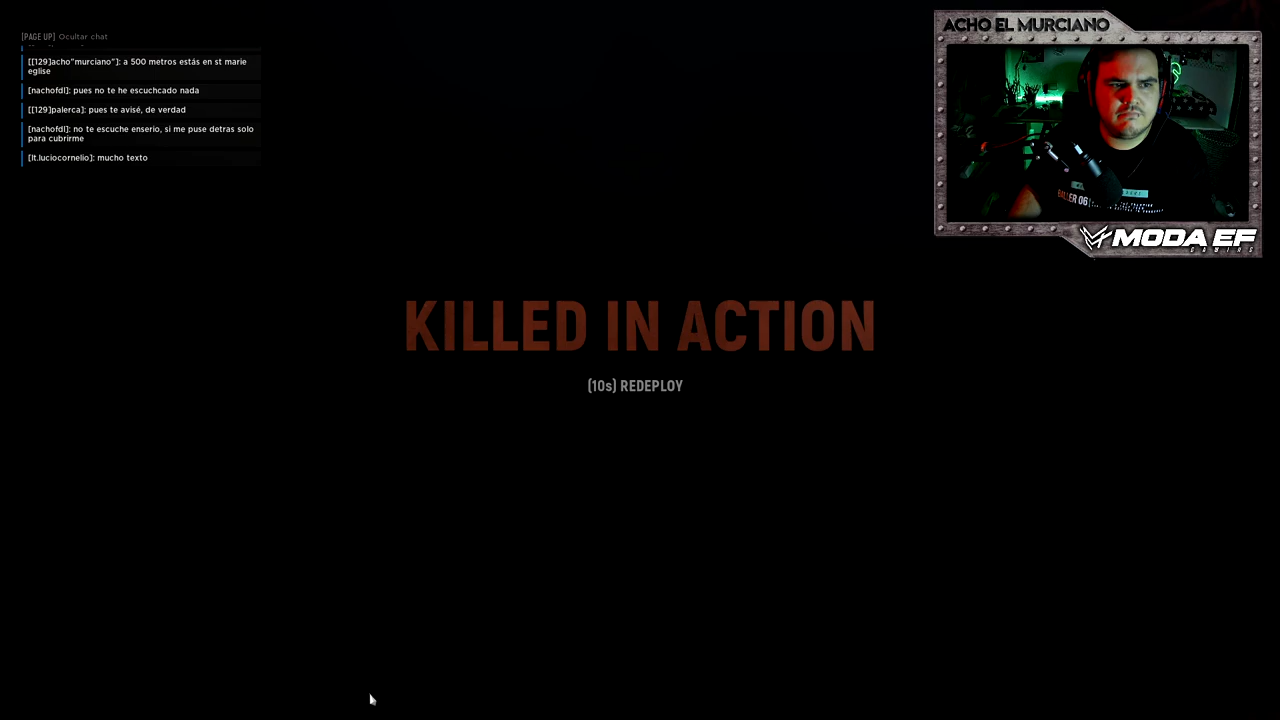 [PAGE UP] Ocultar chat
[[129]acho"murciano"]: a 500 metros estás en st marie
eglise
[nachofdl]: pues no te he escuchcado nada
[[129]palerca]: pues te avisé, de verdad
[nachofdl]: no te escuche enserio, si me puse detras solo
para cubrirme
[lt.luciocornelio]: mucho texto
ACHO EL MURCIANO
MODA EF
KILLED IN ACTION
(10s) REDEPLOY